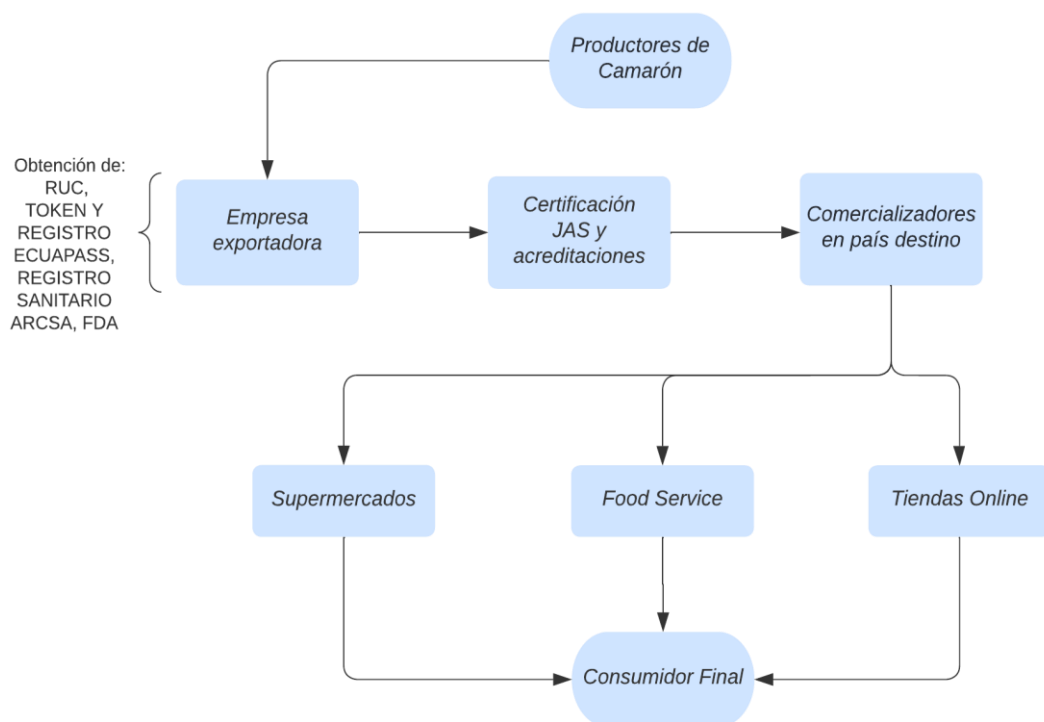 Productores de
Camarón
Obtención de:
RUC,
TOKEN Y
REGISTRO
ECUAPASS,
REGISTRO
SANITARIO
ARCSA, FDA
Empresa
exportadora
Certificación
JAS y
acreditaciones
Comercializadores
en país destino
Supermercados
Food Service
Tiendas Online
Consumidor Final